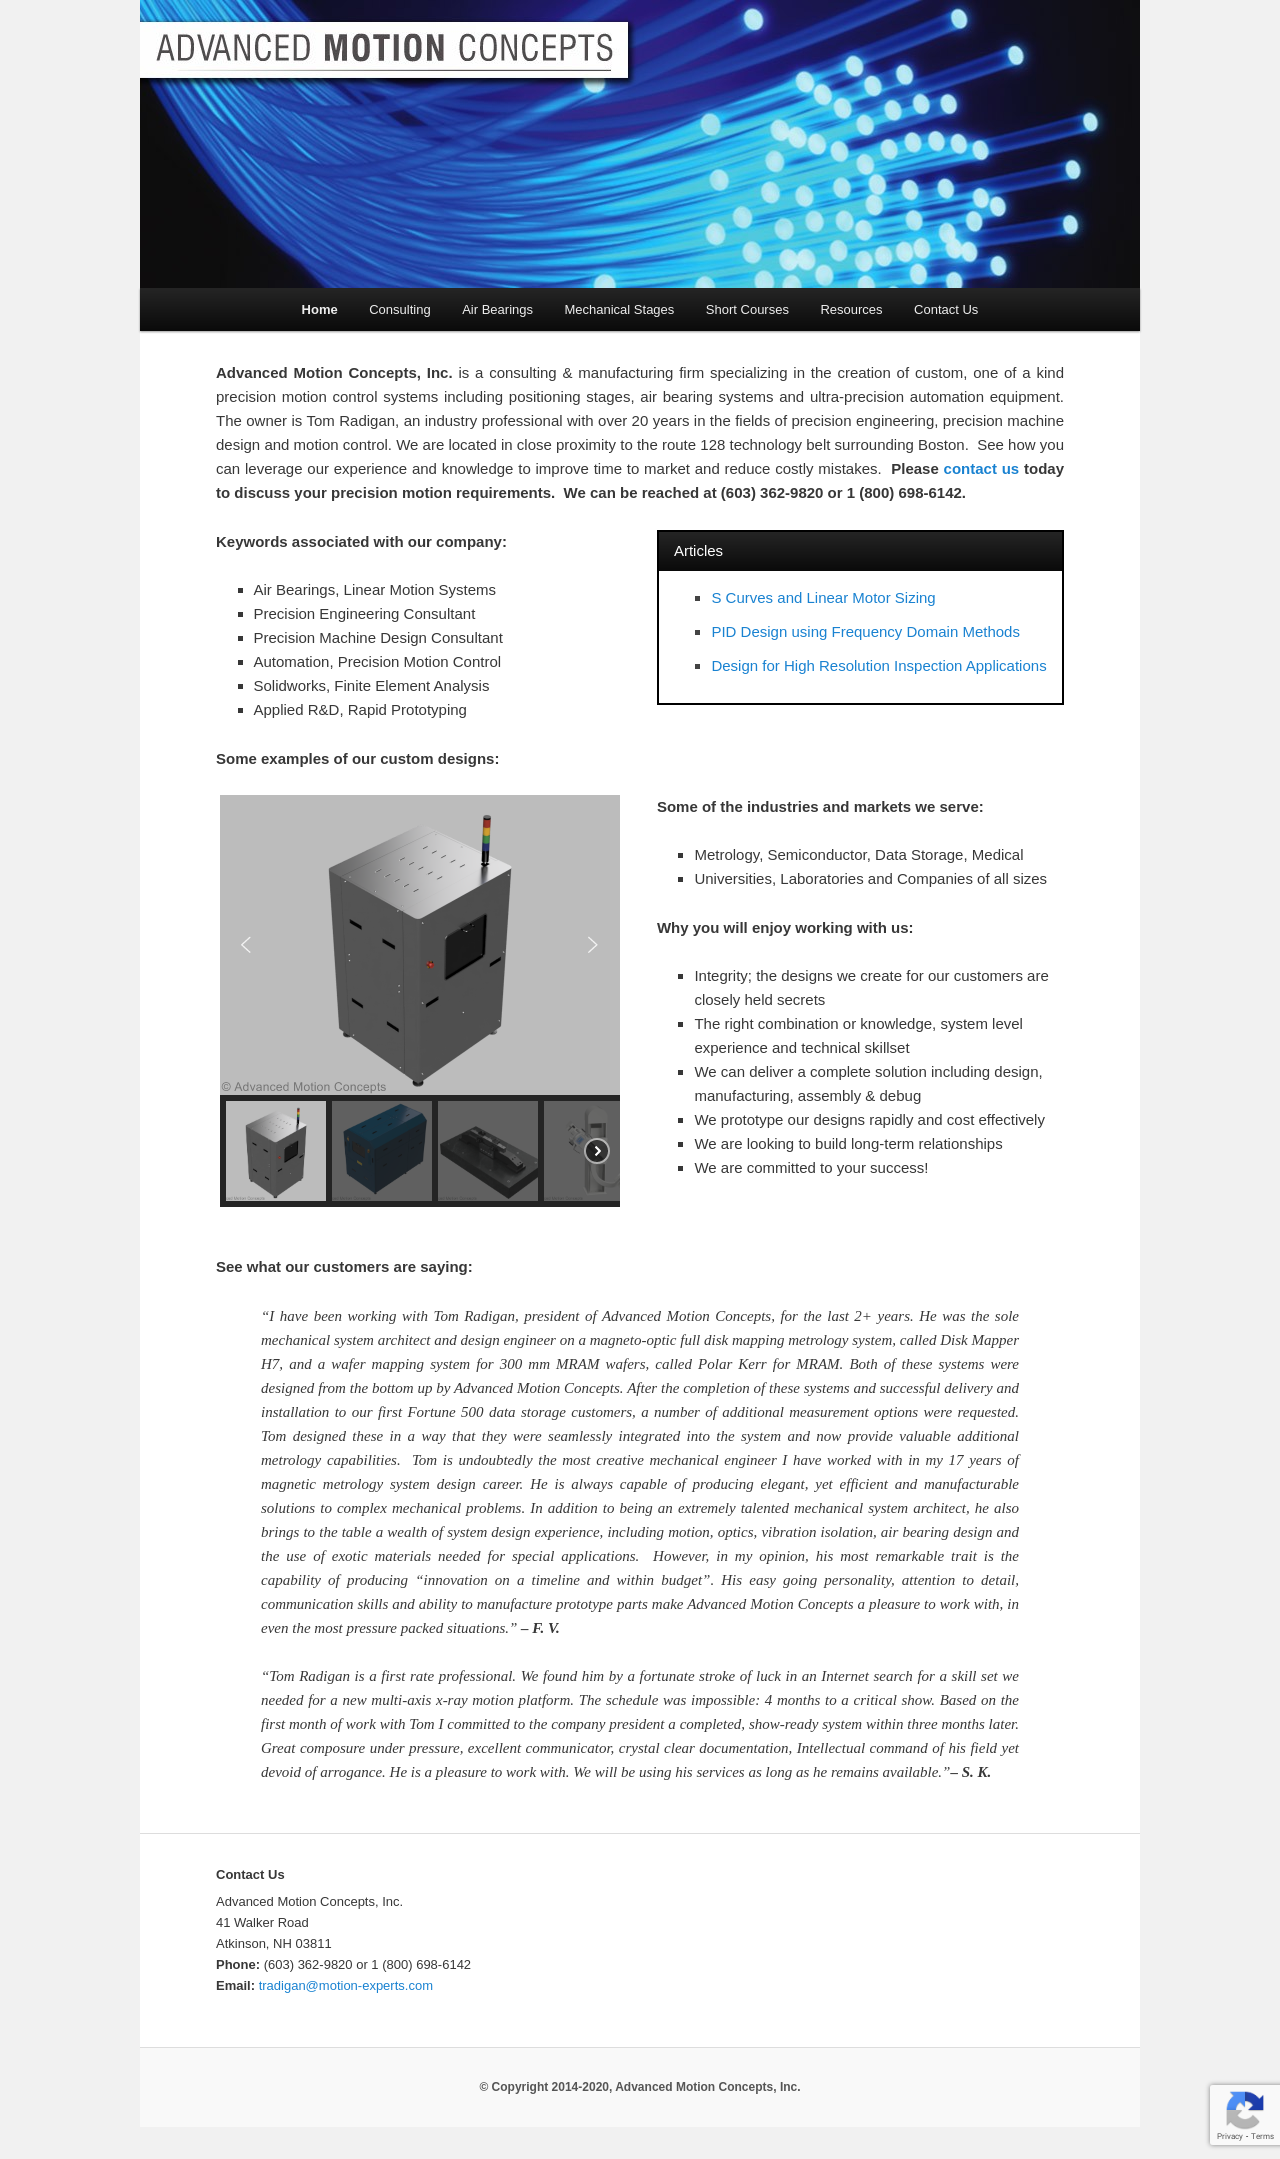 ADVANCED MOTION CONCEPTS
Home Consulting Air Bearings Mechanical Stages Short Courses Resources Contact Us
Advanced Motion Concepts, Inc. is a consulting & manufacturing firm specializing in the creation of custom, one of a kind
precision motion control systems including positioning stages, air bearing systems and ultra-precision automation equipment.
The owner is Tom Radigan, an industry professional with over 20 years in the fields of precision engineering, precision machine
design and motion control. We are located in close proximity to the route 128 technology belt surrounding Boston. See how you
can leverage our experience and knowledge to improve time to market and reduce costly mistakes. Please contact us today
to discuss your precision motion requirements. We can be reached at (603) 362-9820 or 1 (800) 698-6142.
Keywords associated with our company:
Air Bearings, Linear Motion Systems
Precision Engineering Consultant
Precision Machine Design Consultant
Automation, Precision Motion Control
Solidworks, Finite Element Analysis
Applied R&D, Rapid Prototyping
Articles
S Curves and Linear Motor Sizing
PID Design using Frequency Domain Methods
Design for High Resolution Inspection Applications
Some examples of our custom designs:
© Advanced Motion Concepts
Some of the industries and markets we serve:
Metrology, Semiconductor, Data Storage, Medical
Universities, Laboratories and Companies of all sizes
Why you will enjoy working with us:
Integrity; the designs we create for our customers are
closely held secrets
The right combination or knowledge, system level
experience and technical skillset
We can deliver a complete solution including design,
manufacturing, assembly & debug
We prototype our designs rapidly and cost effectively
We are looking to build long-term relationships
We are committed to your success!
See what our customers are saying:
“I have been working with Tom Radigan, president of Advanced Motion Concepts, for the last 2+ years. He was the sole
mechanical system architect and design engineer on a magneto-optic full disk mapping metrology system, called Disk Mapper
H7, and a wafer mapping system for 300 mm MRAM wafers, called Polar Kerr for MRAM. Both of these systems were
designed from the bottom up by Advanced Motion Concepts. After the completion of these systems and successful delivery and
installation to our first Fortune 500 data storage customers, a number of additional measurement options were requested.
Tom designed these in a way that they were seamlessly integrated into the system and now provide valuable additional
metrology capabilities. Tom is undoubtedly the most creative mechanical engineer I have worked with in my 17 years of
magnetic metrology system design career. He is always capable of producing elegant, yet efficient and manufacturable
solutions to complex mechanical problems. In addition to being an extremely talented mechanical system architect, he also
brings to the table a wealth of system design experience, including motion, optics, vibration isolation, air bearing design and
the use of exotic materials needed for special applications. However, in my opinion, his most remarkable trait is the
capability of producing “innovation on a timeline and within budget”. His easy going personality, attention to detail,
communication skills and ability to manufacture prototype parts make Advanced Motion Concepts a pleasure to work with, in
even the most pressure packed situations.” – F. V.
“Tom Radigan is a first rate professional. We found him by a fortunate stroke of luck in an Internet search for a skill set we
needed for a new multi-axis x-ray motion platform. The schedule was impossible: 4 months to a critical show. Based on the
first month of work with Tom I committed to the company president a completed, show-ready system within three months later.
Great composure under pressure, excellent communicator, crystal clear documentation, Intellectual command of his field yet
devoid of arrogance. He is a pleasure to work with. We will be using his services as long as he remains available.”– S. K.
Contact Us
Advanced Motion Concepts, Inc.
41 Walker Road
Atkinson, NH 03811
Phone: (603) 362-9820 or 1 (800) 698-6142
Email: tradigan@motion-experts.com
© Copyright 2014-2020, Advanced Motion Concepts, Inc.
Privacy - Terms